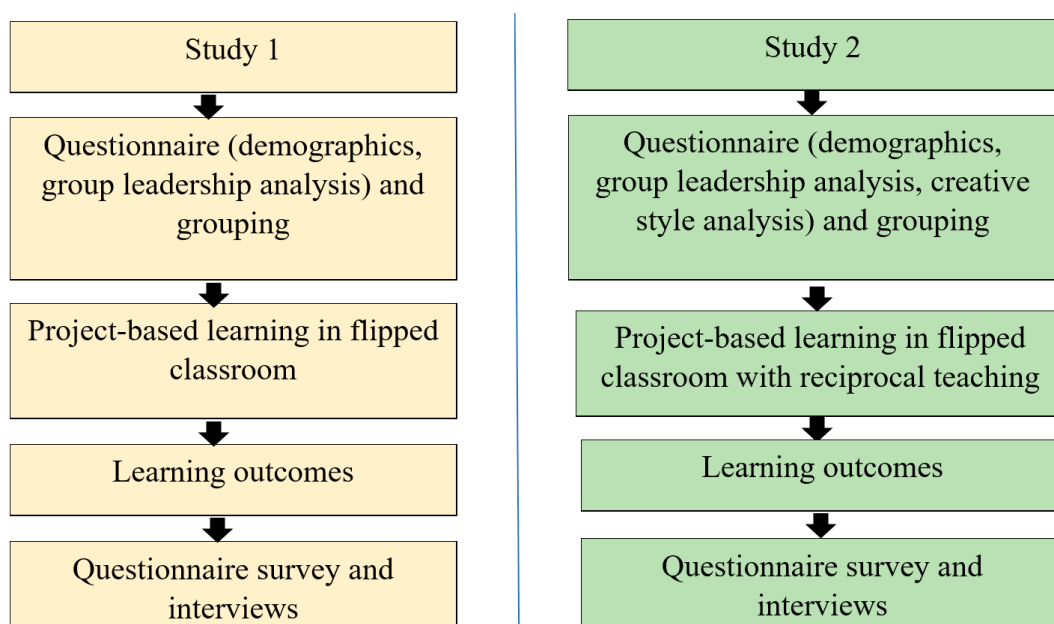 Study 1
Questionnaire (demographics,
group leadership analysis) and
grouping
Project-based learning in flipped
classroom
Learning outcomes
Questionnaire survey and
interviews
Study 2
Questionnaire (demographics,
group leadership analysis, creative
style analysis) and grouping
Project-based learning in flipped
classroom with reciprocal teaching
Learning outcomes
Questionnaire survey and
interviews